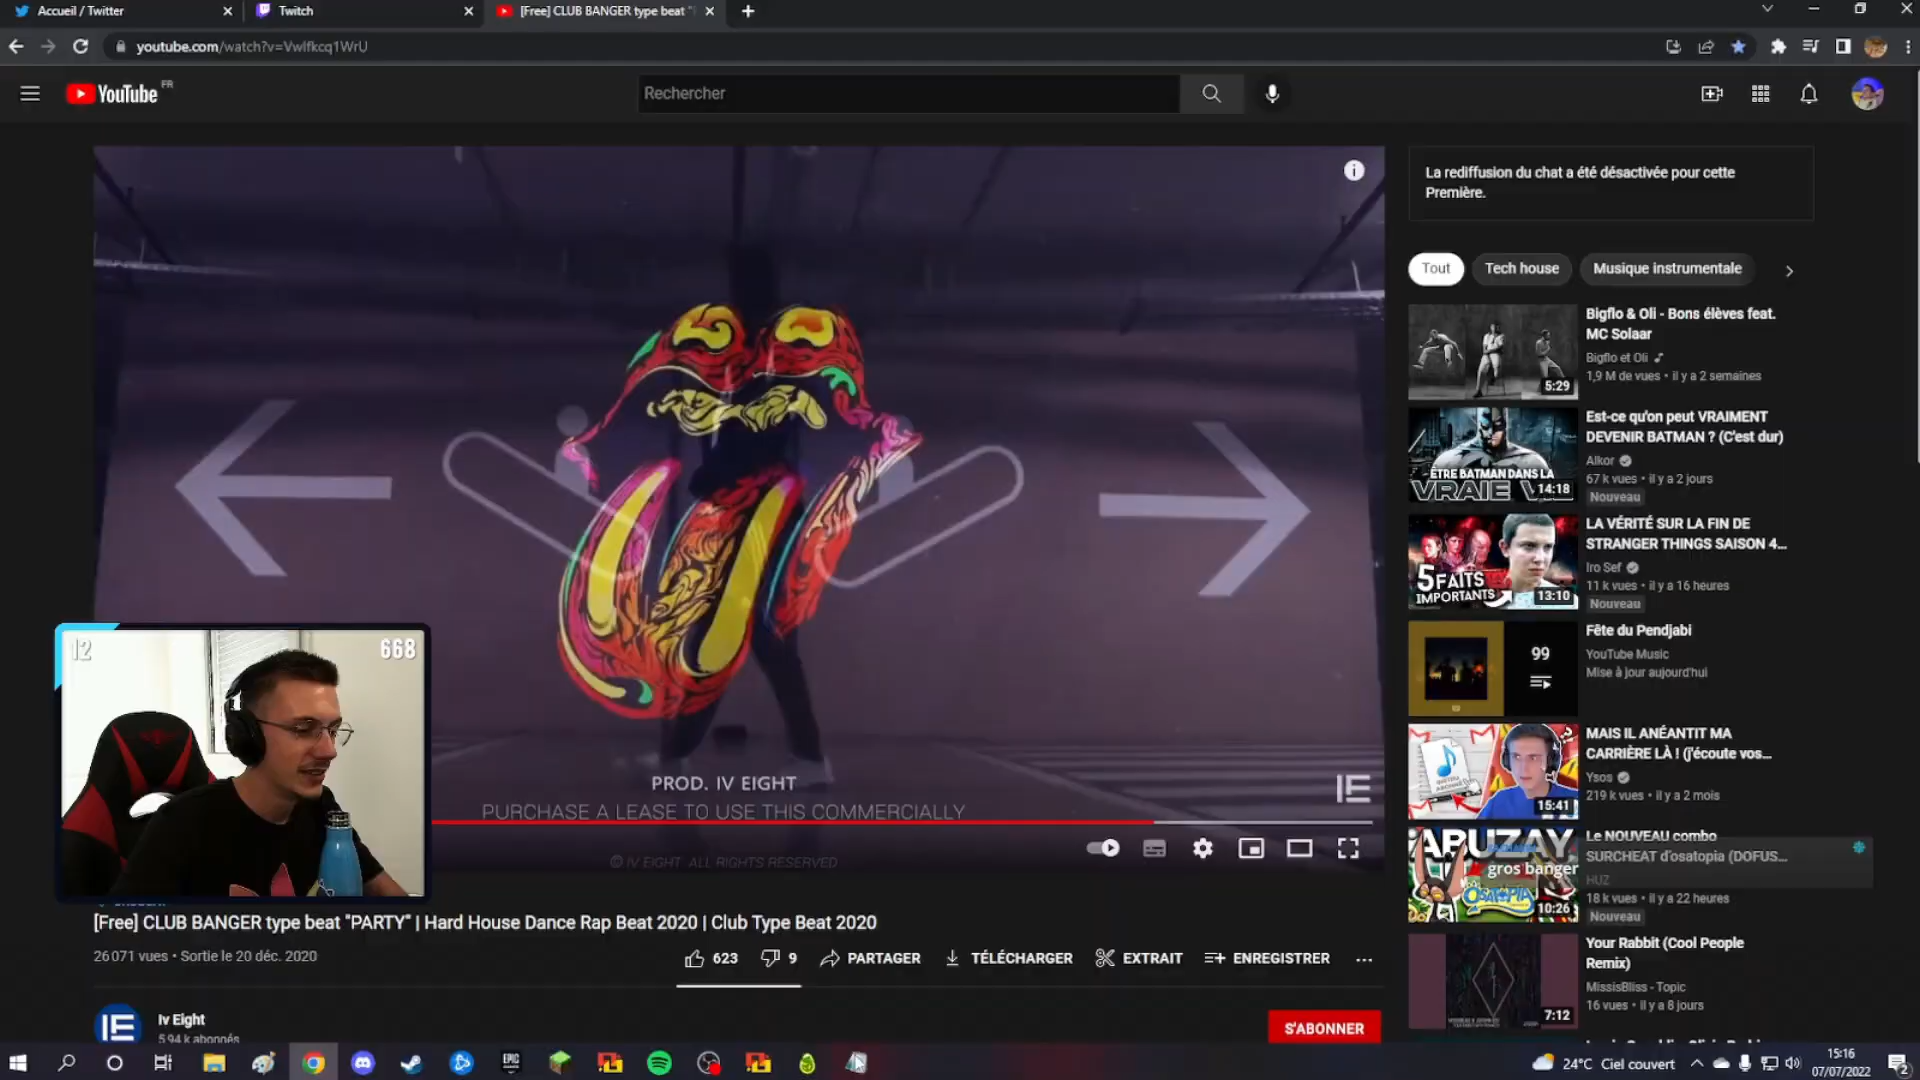 Accueil / Twitter
Twitch
[Free] CLUB BANGER type beat "
youtube.com/watch?v=Vwlfkcq1WrU
YouTube FR
Rechercher
La rediffusion du chat a été désactivée pour cette
Première.
Tout
Tech house
Musique instrumentale
Bigflo & Oli - Bons élèves feat.
MC Solaar
Bigflo et Oli
1,9 M de vues • il y a 2 semaines
5:29
Est-ce qu'on peut VRAIMENT
DEVENIR BATMAN ? (C'est dur)
Alkor
67 k vues • il y a 2 jours
Nouveau
ÊTRE BATMAN DANS LA
VRAIE V
14:18
LA VÉRITÉ SUR LA FIN DE
STRANGER THINGS SAISON 4...
Iro Sef
11 k vues • il y a 16 heures
Nouveau
5 FAITS
IMPORTANTS
13:10
Fête du Pendjabi
YouTube Music
Mise à jour aujourd'hui
99
MAIS IL ANÉANTIT MA
CARRIÈRE LÀ ! (j'écoute vos...
Ysos
219 k vues • il y a 2 mois
15:41
Le NOUVEAU combo
SURCHEAT d'osatopia (DOFUS...
HUZ
18 k vues • il y a 22 heures
Nouveau
ABUZAY
gros banger
OSATOPIA
10:26
Your Rabbit (Cool People
Remix)
MissisBliss - Topic
16 vues • il y a 8 jours
7:12
12
668
PROD. IV EIGHT
PURCHASE A LEASE TO USE THIS COMMERCIALLY
© IV EIGHT ALL RIGHTS RESERVED
IE
[Free] CLUB BANGER type beat "PARTY" | Hard House Dance Rap Beat 2020 | Club Type Beat 2020
26 071 vues • Sortie le 20 déc. 2020
623
9
PARTAGER
TÉLÉCHARGER
EXTRAIT
ENREGISTRER
IE
Iv Eight
5,94 k abonnés
S'ABONNER
EPIC
24°C Ciel couvert
15:16
07/07/2022
2